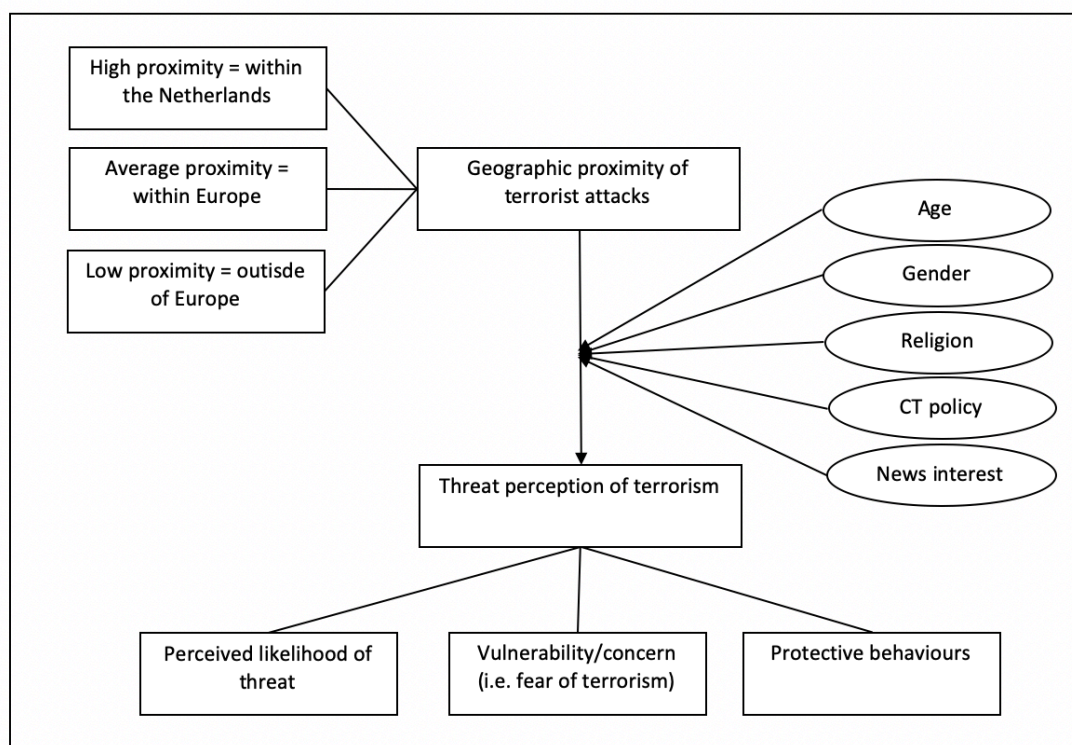 High proximity = within
the Netherlands
Average proximity =
within Europe
Low proximity = outisde
of Europe
Geographic proximity of
terrorist attacks
Age
Gender
Religion
CT policy
News interest
Threat perception of terrorism
Perceived likelihood of
threat
Vulnerability/concern
(i.e. fear of terrorism)
Protective behaviours